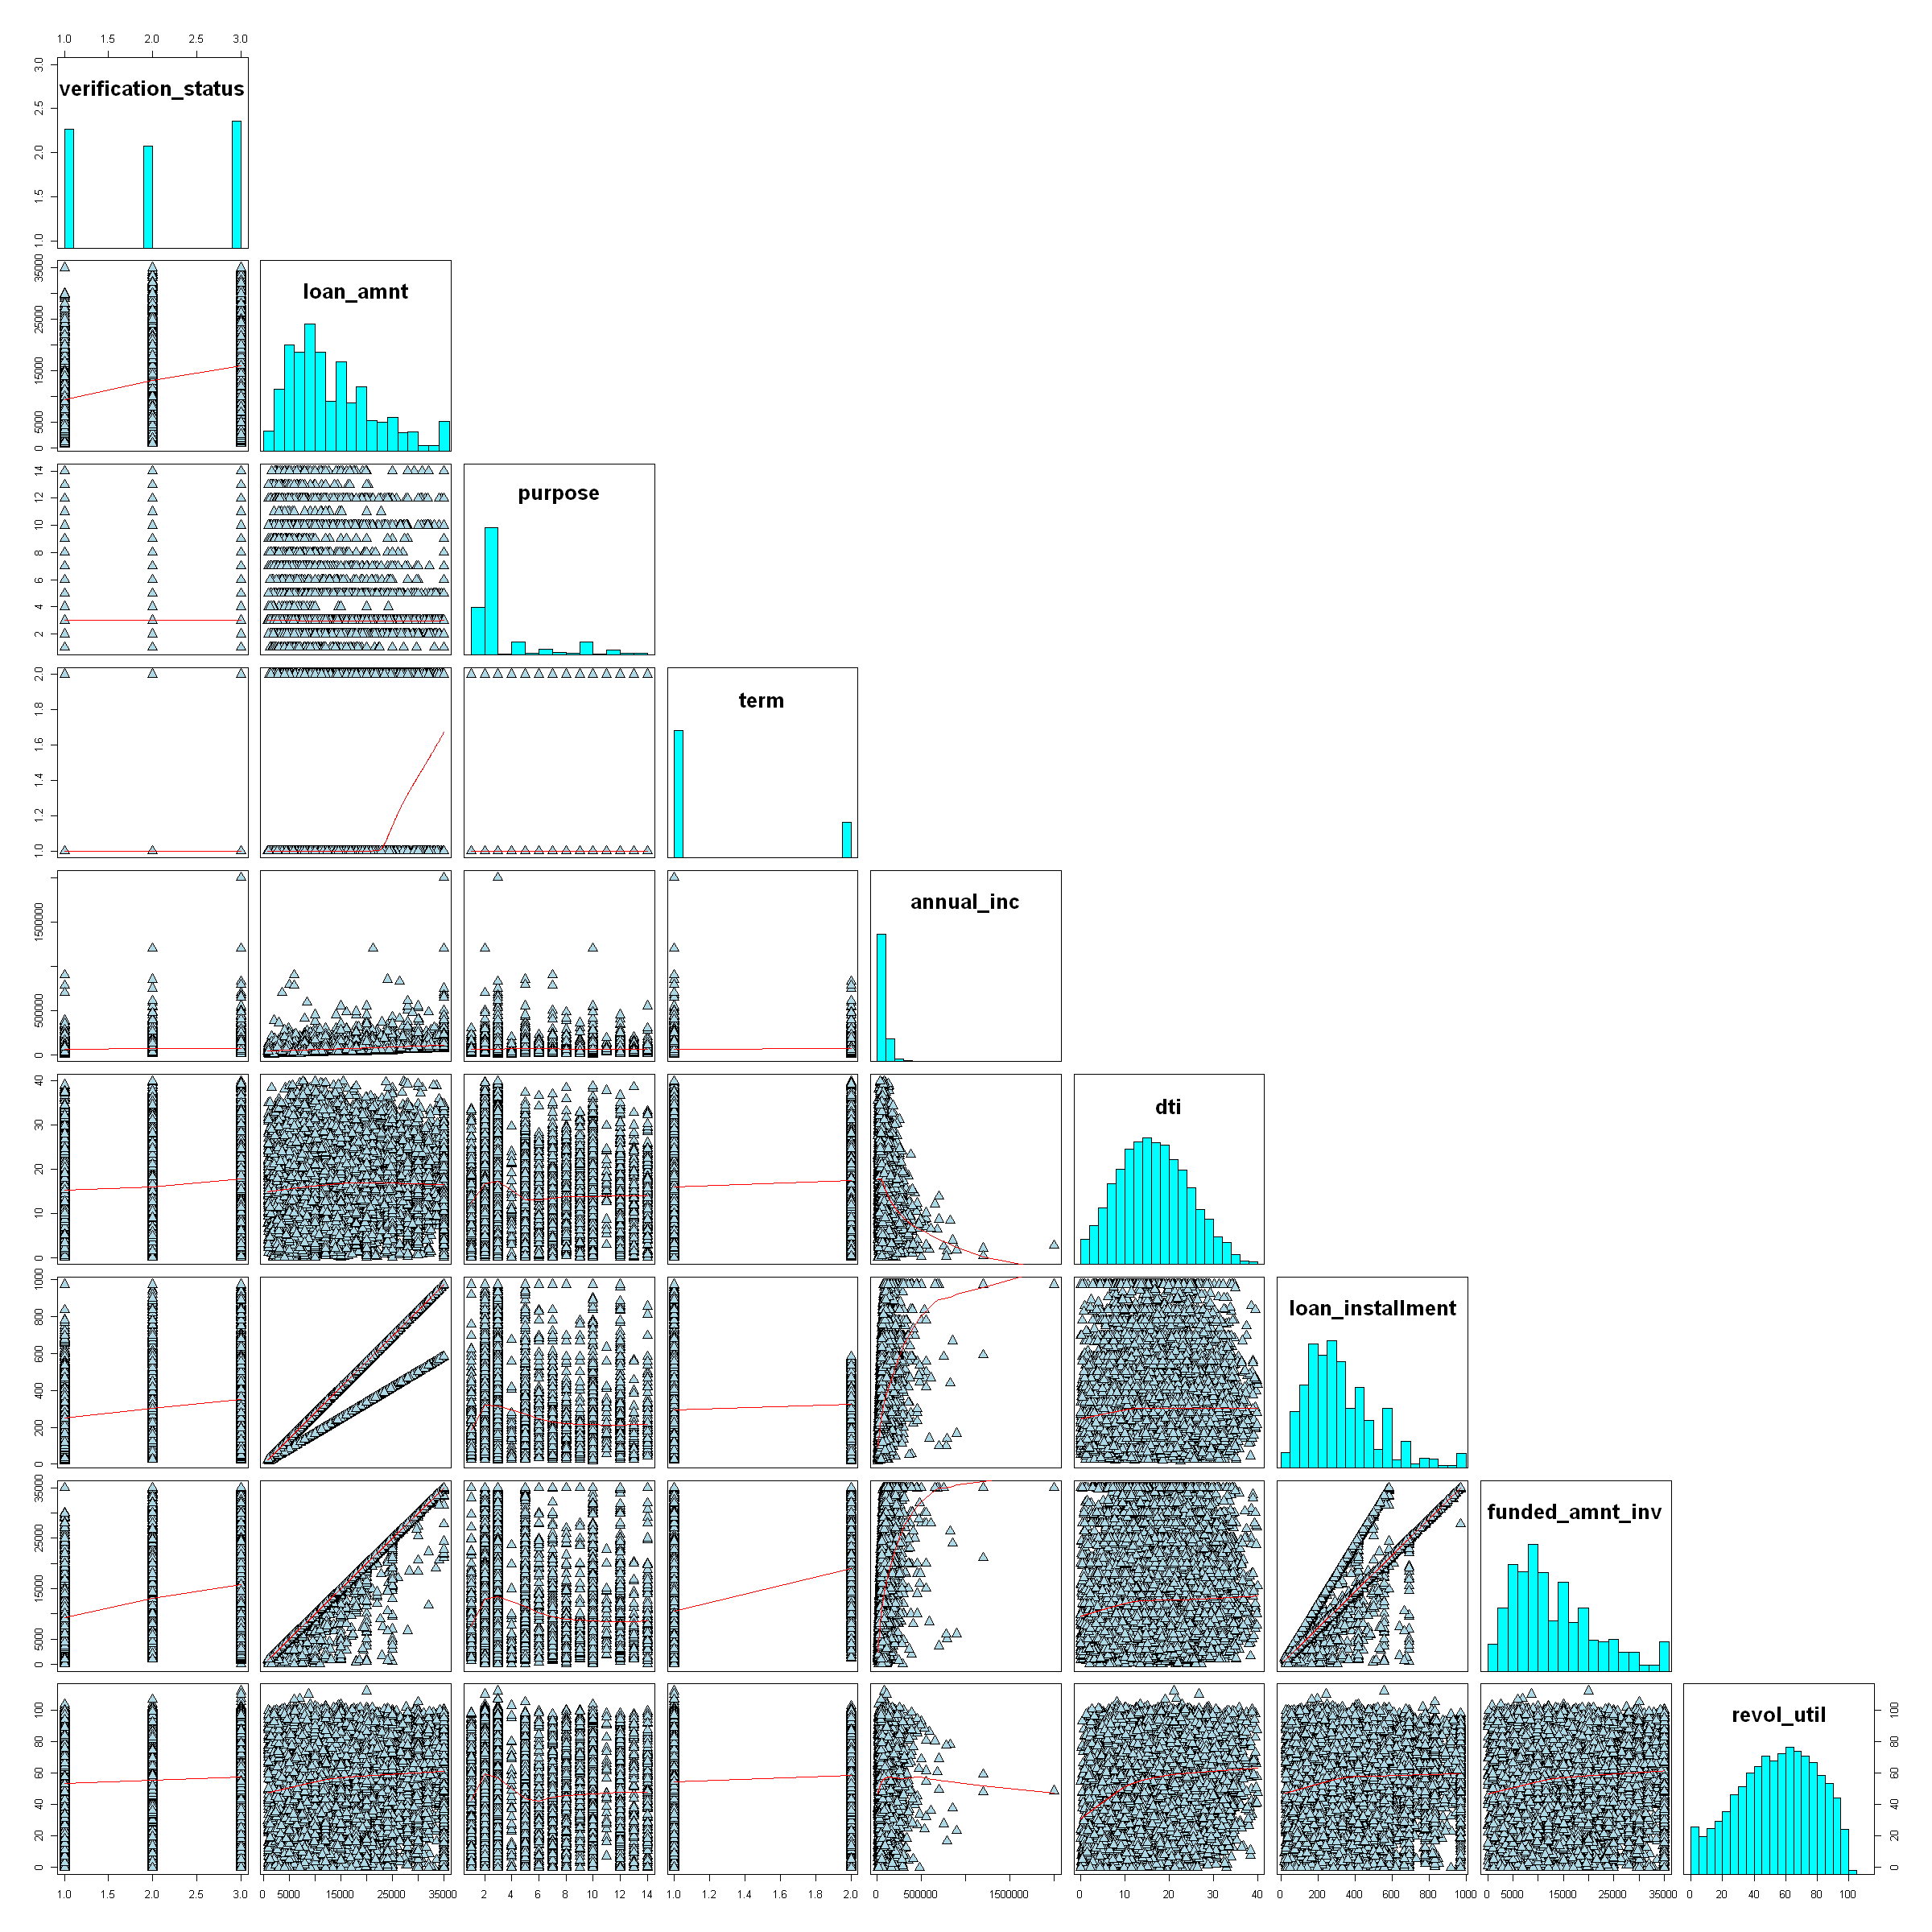 1.0 1.5 2.0 2.5 3.0
verification_status
1.0 1.5 2.0 2.5 3.0
loan_amnt
0 5000 15000 25000 35000
purpose
2 4 6 8 10 12 14
term
1.0 1.2 1.4 1.6 1.8 2.0
annual_inc
0 500000 1500000
dti
0 10 20 30 40
loan_installment
0 200 400 600 800 1000
funded_amnt_inv
0 5000 15000 25000 35000
revol_util
0 20 40 60 80 100
0 20 40 60 80 100
1.0 1.5 2.0 2.5 3.0
0 5000 15000 25000 35000
2 4 6 8 10 12 14
1.0 1.2 1.4 1.6 1.8 2.0
0 500000 1500000
0 10 20 30 40
0 200 400 600 800 1000
0 5000 15000 25000 35000
0 20 40 60 80 100